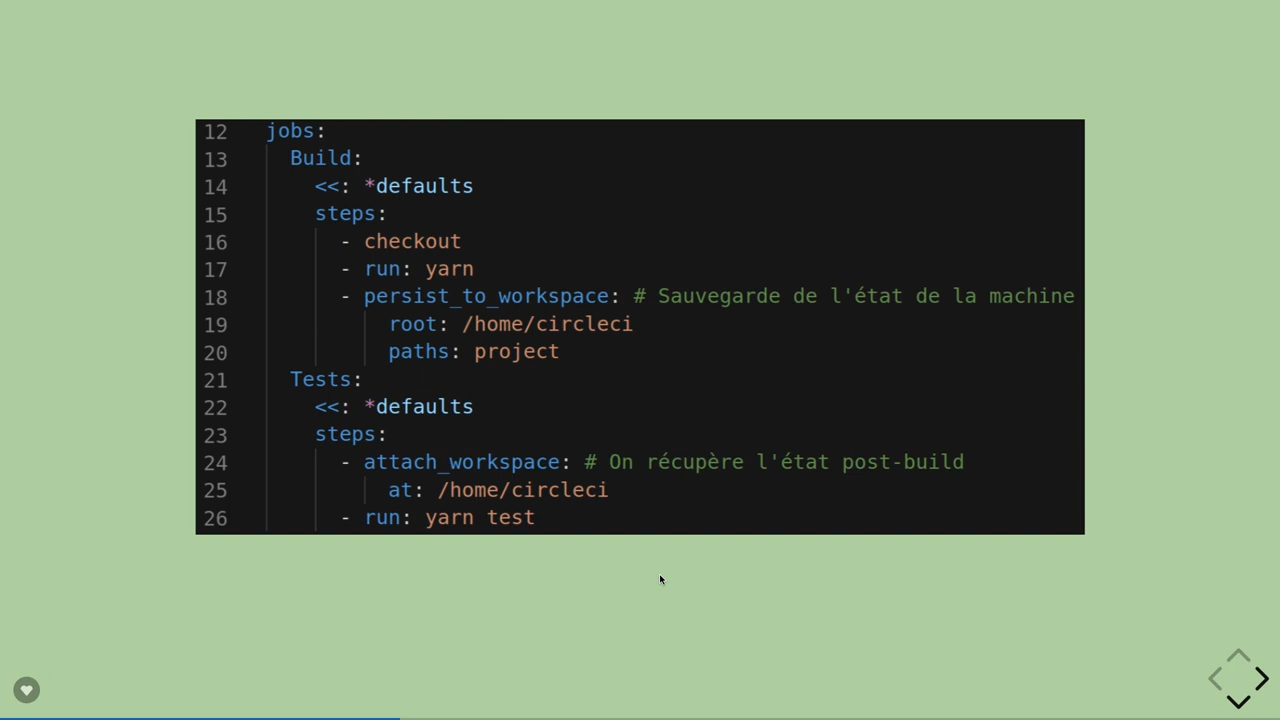 12 jobs:
13 Build:
14 <<: *defaults
15 steps:
16 - checkout
17 - run: yarn
18 - persist_to_workspace: # Sauvegarde de l'état de la machine
19 root: /home/circleci
20 paths: project
21 Tests:
22 <<: *defaults
23 steps:
24 - attach_workspace: # On récupère l'état post-build
25 at: /home/circleci
26 - run: yarn test